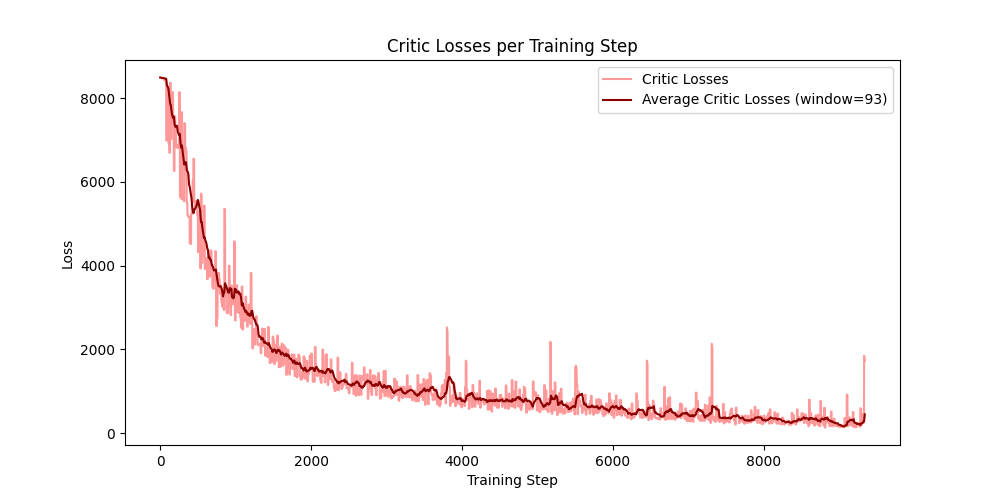 Critic Losses per Training Step
Critic Losses
Average Critic Losses (window=93)
Loss
8000
6000
4000
2000
0
0 2000 4000 6000 8000
Training Step